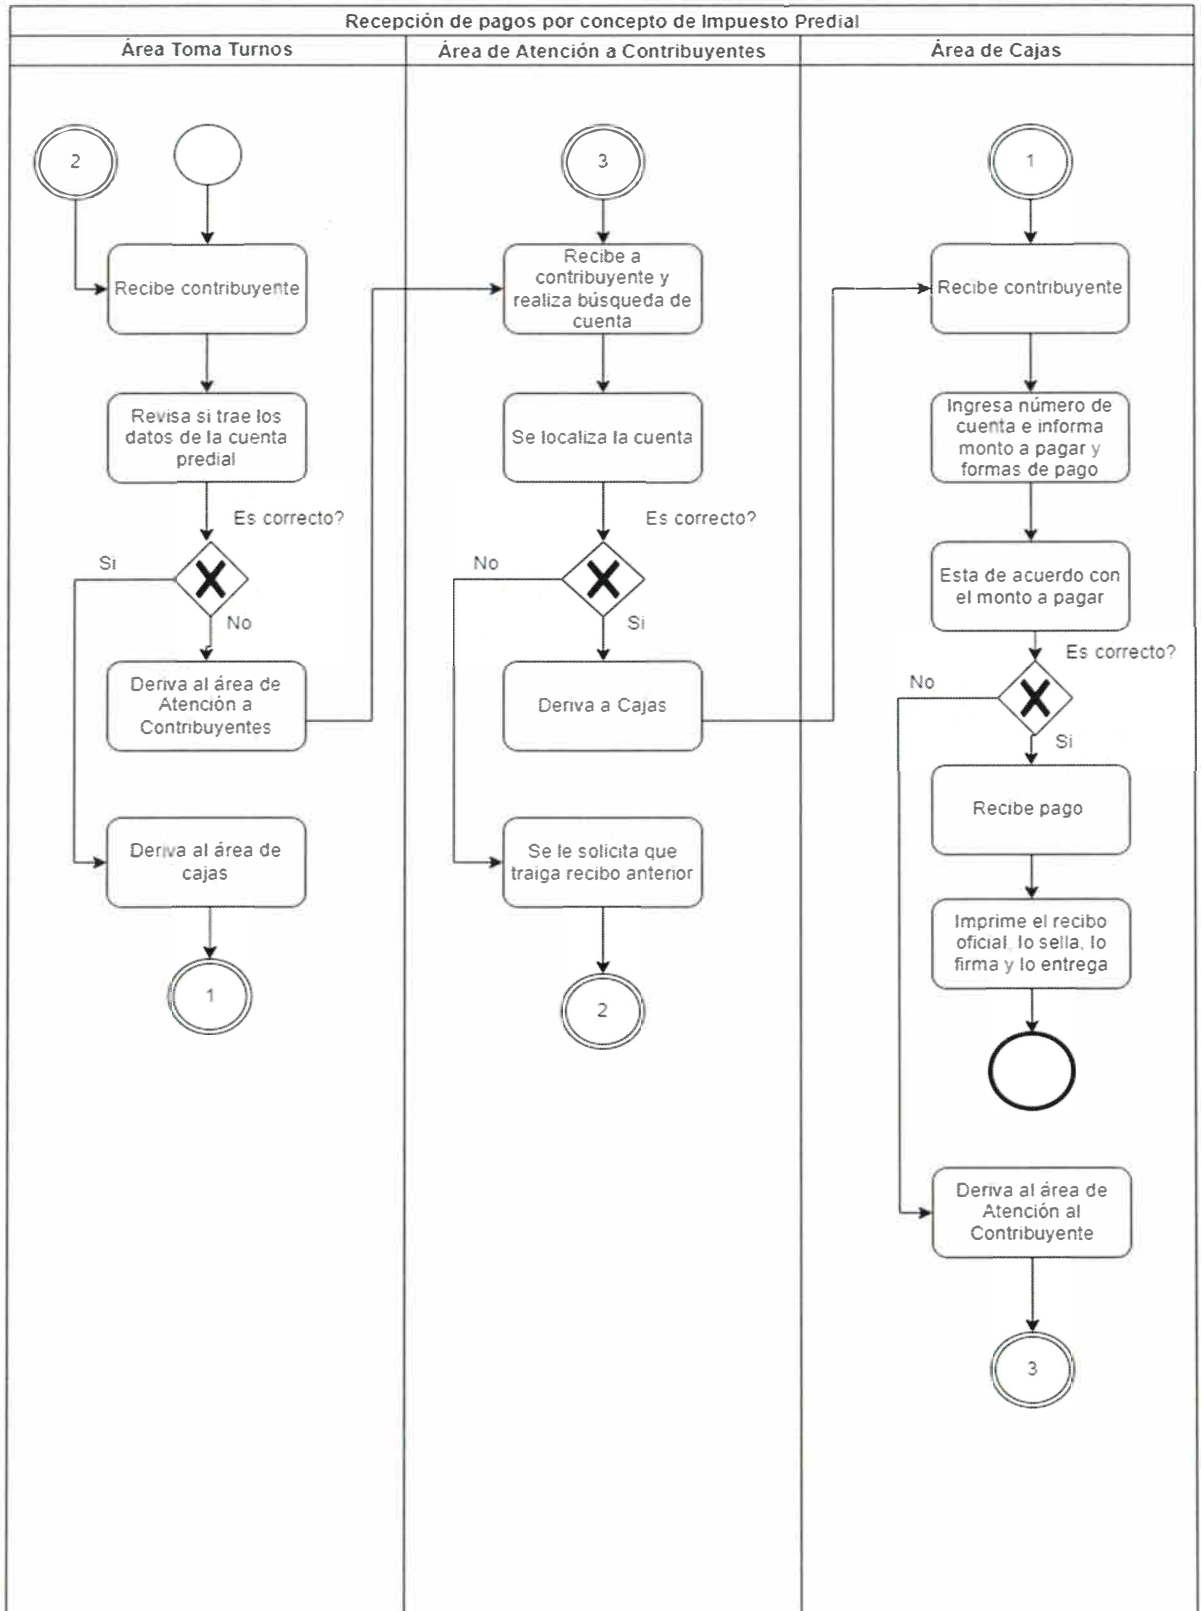 Recepción de pagos por concepto de Impuesto Predial
Área Toma Turnos
Área de Atención a Contribuyentes
Área de Cajas
2
Recibe contribuyente
Revisa si trae los
datos de la cuenta
predial
Es correcto?
Si
No
Deriva al área de
Atención a
Contribuyentes
Deriva al área de
cajas
1
3
Recibe a
contribuyente y
realiza búsqueda de
cuenta
Se localiza la cuenta
Es correcto?
No
Si
Deriva a Cajas
Se le solicita que
traiga recibo anterior
2
1
Recibe contribuyente
Ingresa número de
cuenta e informa
monto a pagar y
formas de pago
Esta de acuerdo con
el monto a pagar
Es correcto?
No
Si
Recibe pago
Imprime el recibo
oficial, lo sella, lo
firma y lo entrega
Deriva al área de
Atención al
Contribuyente
3